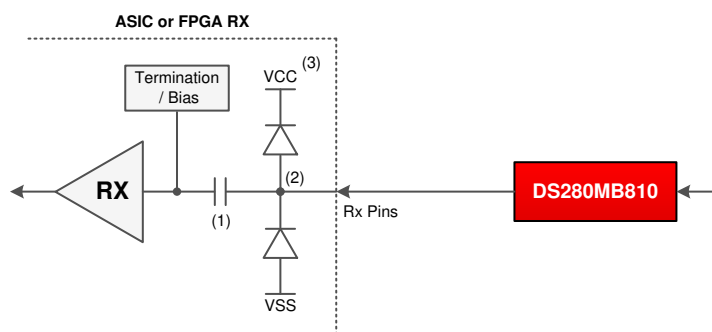 ASIC or FPGA RX
Termination
/ Bias
VCC (3)
RX
(2)
(1)
Rx Pins
DS280MB810
VSS